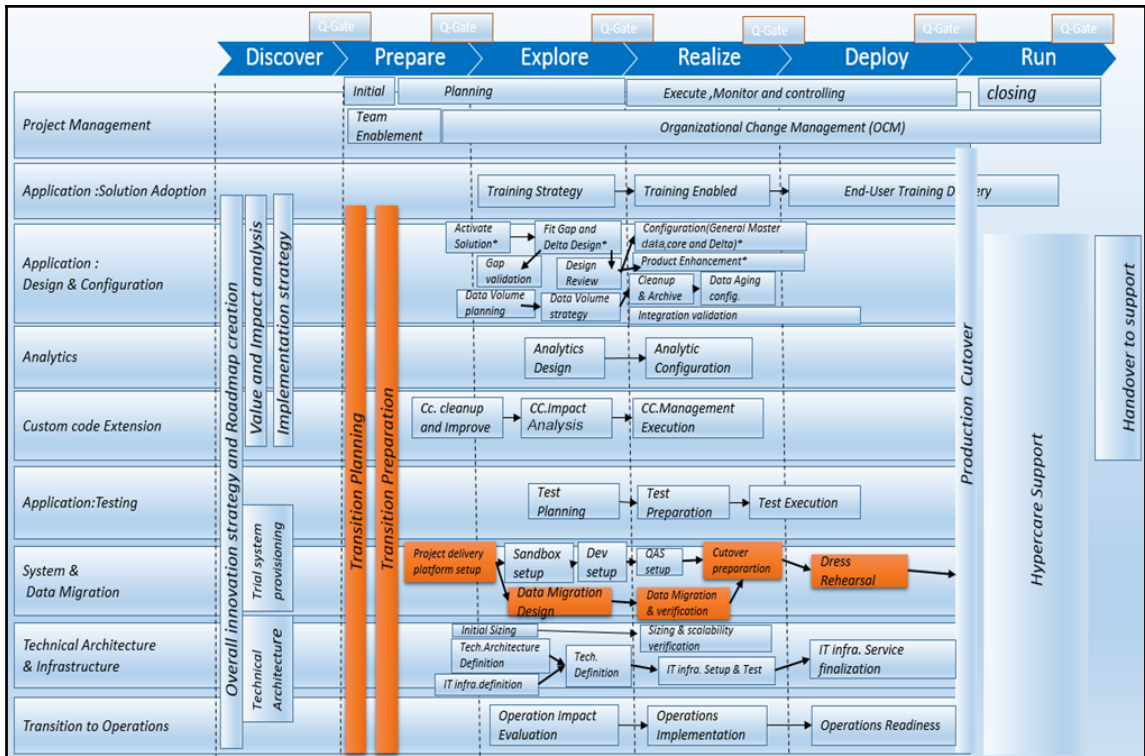 Q-Gate Q-Gate Q-Gate Q-Gate Q-Gate Q-Gate
Discover Prepare Explore Realize Deploy Run
Initial
Planning
Execute ,Monitor and controlling
closing
Project Management
Team
Enablement
Organizational Change Management (OCM)
Application :Solution Adoption
Training Strategy
Training Enabled
End-User Training D very
Application :
Design & Configuration
Activate
Solution*
Fit Gap and
Delta Design*
Configuration(General Master
data,core and Delta)*
Gap
validation
Design
Review
Product Enhancement*
Data Volume
planning
Data Volume
strategy
Cleanup
& Archive
Data Aging
config.
Integration validation
Analytics
Analytics
Design
Analytic
Configuration
Custom code Extension
Cc. cleanup
and Improve
CC.Impact
Analysis
CC.Management
Execution
Application:Testing
Test
Planning
Test
Preparation
Test Execution
System &
Data Migration
Project delivery
platform setup
Sandbox
setup
Dev
setup
QAS
setup
Cutover
preparartion
Dress
Rehearsal
Data Migration
Design
Data Migration
& verification
Technical Architecture
& Infrastructure
Initial Sizing
Sizing & scalability
verification
Tech.Architecture
Definition
Tech.
Definition
IT infra.definition
IT infra. Setup & Test
IT infra. Service
finalization
Transition to Operations
Operation Impact
Evaluation
Operations
Implementation
Operations Readiness
Overall innovation strategy and Roadmap creation
Value and Impact analysis
Implementation strategy
Trial system
provisioning
Technical
Architecture
Transition Planning
Transition Preparation
Production Cutover
Hypercare Support
Handover to support